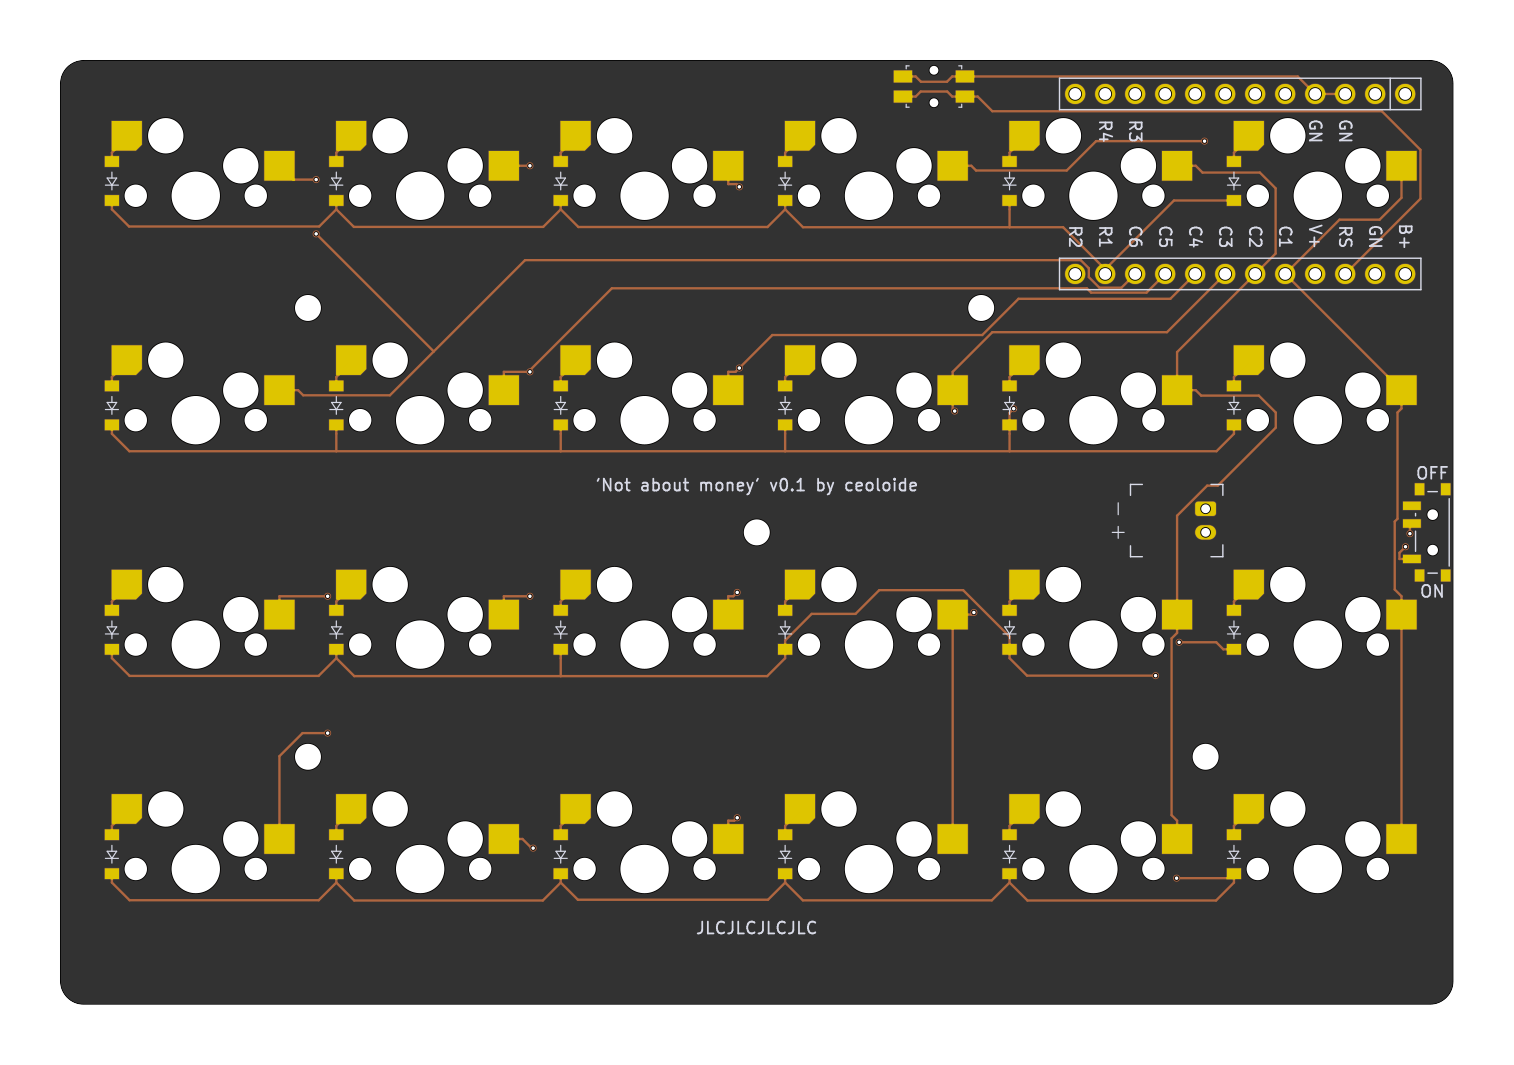 R4 R3 GN GN
R2 R1 C6 C5 C4 C3 C2 C1 V+ RS GN B+
OFF
'Not about money' v0.1 by ceoloide
+
ON
JLCJLCJLCJLC